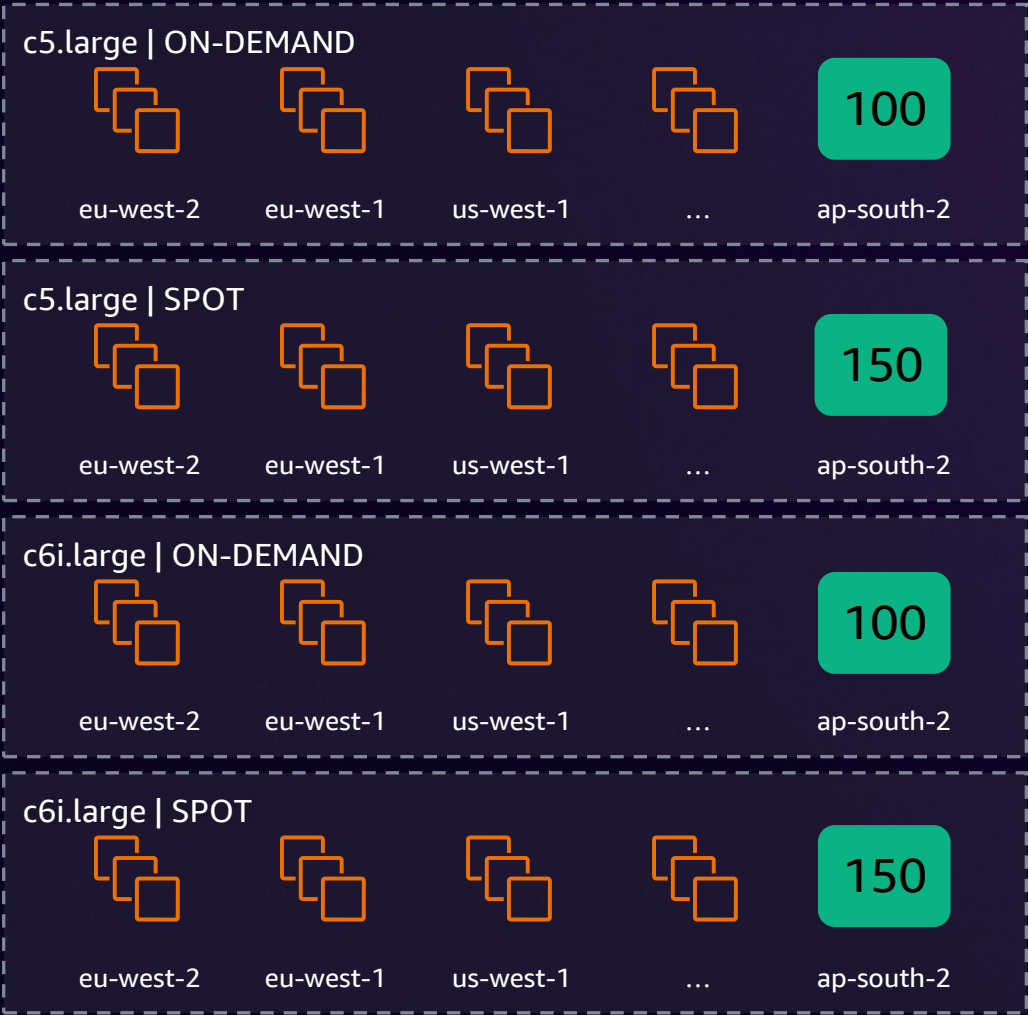 c5.large | ON-DEMAND
100
eu-west-2 eu-west-1 us-west-1 ... ap-south-2
c5.large | SPOT
150
eu-west-2 eu-west-1 us-west-1 ... ap-south-2
c6i.large | ON-DEMAND
100
eu-west-2 eu-west-1 us-west-1 ... ap-south-2
c6i.large | SPOT
150
eu-west-2 eu-west-1 us-west-1 ... ap-south-2